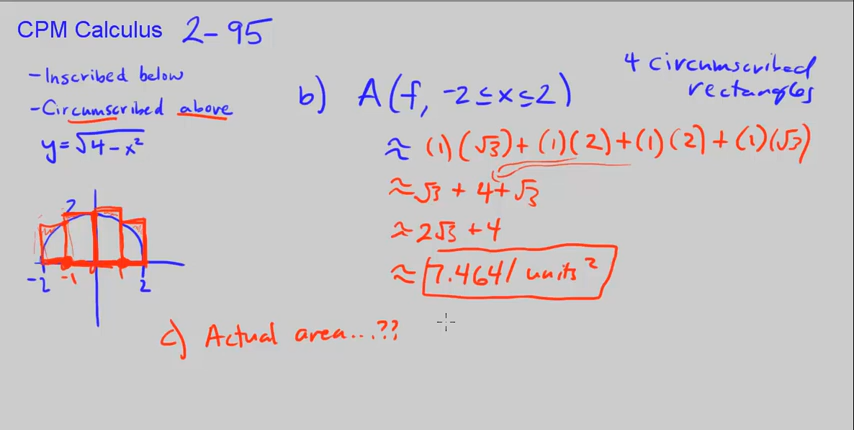 CPM Calculus 2-95
- Inscribed below
- Circumscribed above
y = √4 - x²
2
-2 -1 1 2
4 circumscribed
rectangles
b) A(f, -2 ≤ x ≤ 2)
≈ (1)(√3) + (1)(2) + (1)(2) + (1)(√3)
≈ √3 + 4 + √3
≈ 2√3 + 4
≈ 7.4641 units²
c) Actual area...??